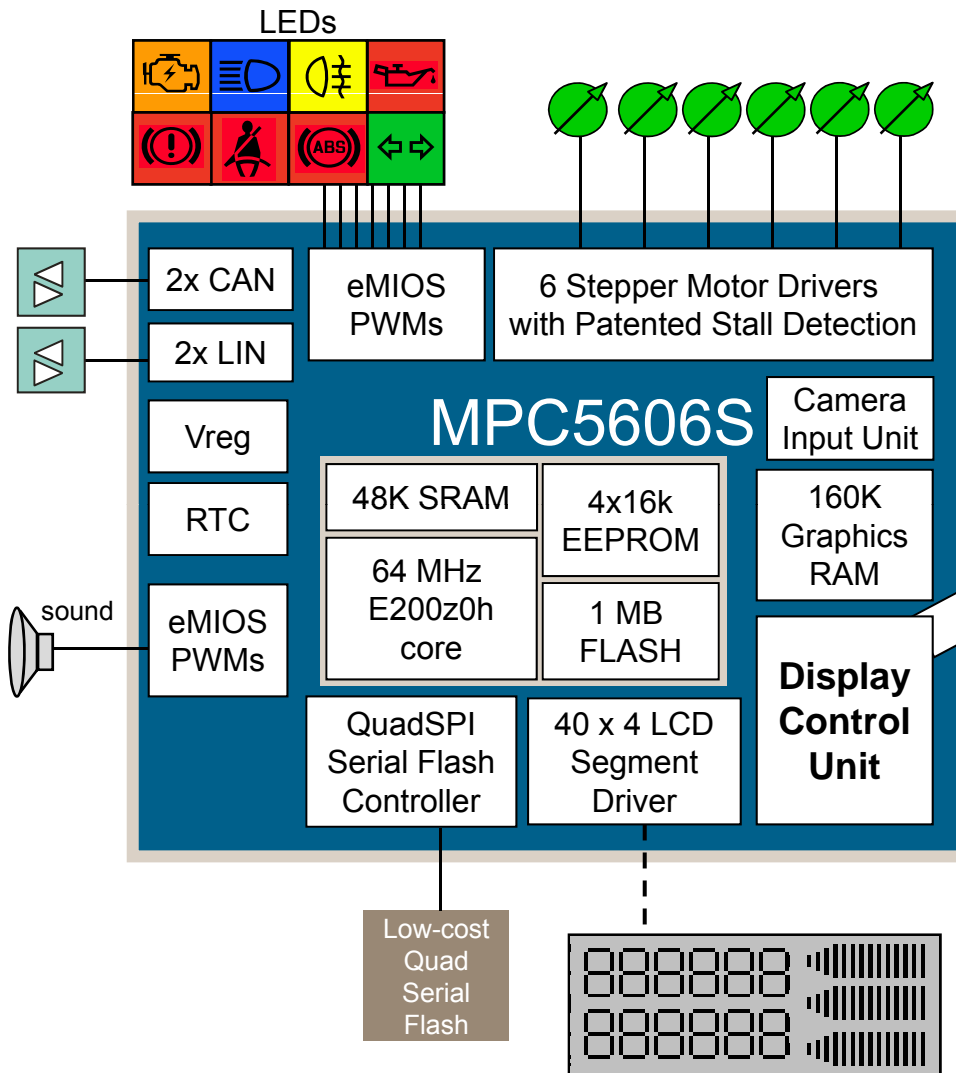 LEDs
!
ABS
2x CAN
eMIOS
PWMs
6 Stepper Motor Drivers
with Patented Stall Detection
2x LIN
MPC5606S
Camera
Input Unit
Vreg
RTC
48K SRAM
4x16k
EEPROM
160K
Graphics
RAM
64 MHz
E200z0h
core
1 MB
FLASH
sound
eMIOS
PWMs
Display
Control
Unit
QuadSPI
Serial Flash
Controller
40 x 4 LCD
Segment
Driver
Low-cost
Quad
Serial
Flash
888888
888888